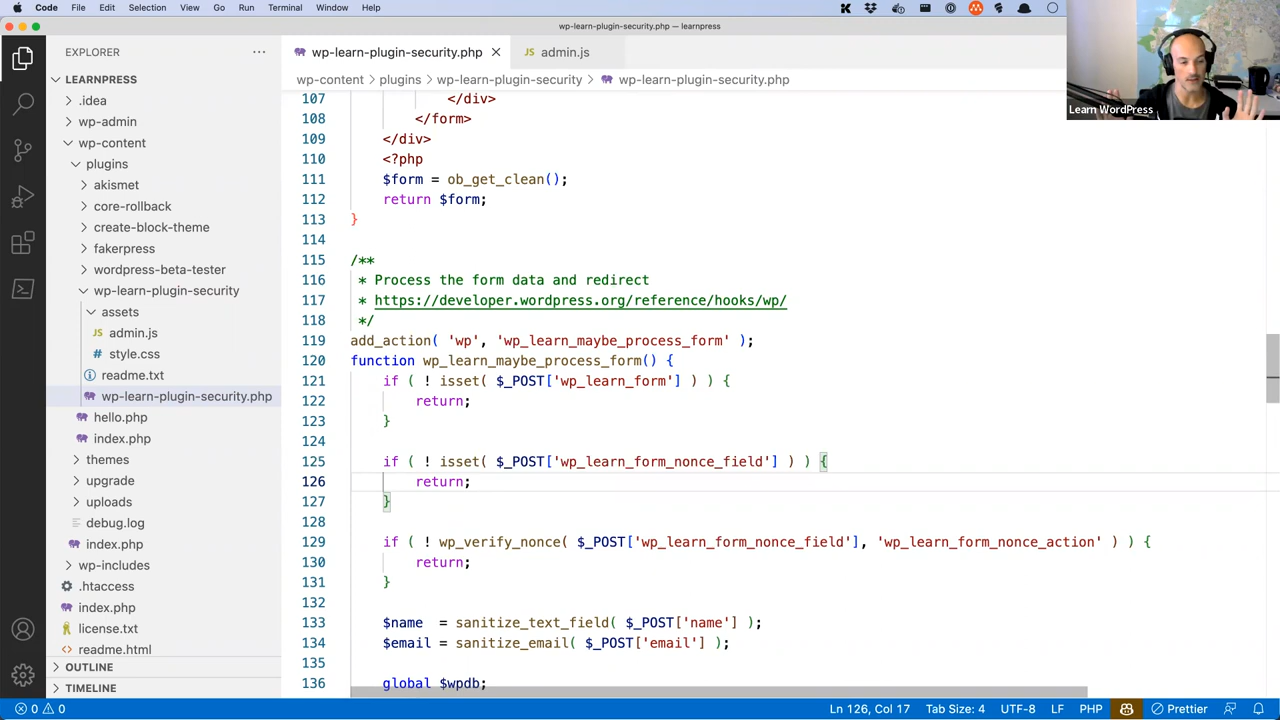 Code File Edit Selection View Go Run Terminal Window Help
wp-learn-plugin-security.php — learnpress
EXPLORER
LEARNPRESS
.idea
wp-admin
wp-content
plugins
akismet
core-rollback
create-block-theme
fakerpress
wordpress-beta-tester
wp-learn-plugin-security
assets
JS admin.js
# style.css
readme.txt
wp-learn-plugin-security.php
hello.php
index.php
themes
upgrade
uploads
debug.log
index.php
wp-includes
.htaccess
index.php
license.txt
readme.html
OUTLINE
TIMELINE
wp-learn-plugin-security.php
JS admin.js
wp-content > plugins > wp-learn-plugin-security > wp-learn-plugin-security.php
107 </div>
108 </form>
109 </div>
110 <?php
111 $form = ob_get_clean();
112 return $form;
113 }
114
115 /**
116 * Process the form data and redirect
117 * https://developer.wordpress.org/reference/hooks/wp/
118 */
119 add_action( 'wp', 'wp_learn_maybe_process_form' );
120 function wp_learn_maybe_process_form() {
121 if ( ! isset( $_POST['wp_learn_form'] ) ) {
122 return;
123 }
124
125 if ( ! isset( $_POST['wp_learn_form_nonce_field'] ) ) {
126 return;
127 }
128
129 if ( ! wp_verify_nonce( $_POST['wp_learn_form_nonce_field'], 'wp_learn_form_nonce_action' ) ) {
130 return;
131 }
132
133 $name = sanitize_text_field( $_POST['name'] );
134 $email = sanitize_email( $_POST['email'] );
135
136 global $wpdb;
Learn WordPress
0 0
Ln 126, Col 17 Tab Size: 4 UTF-8 LF PHP Prettier